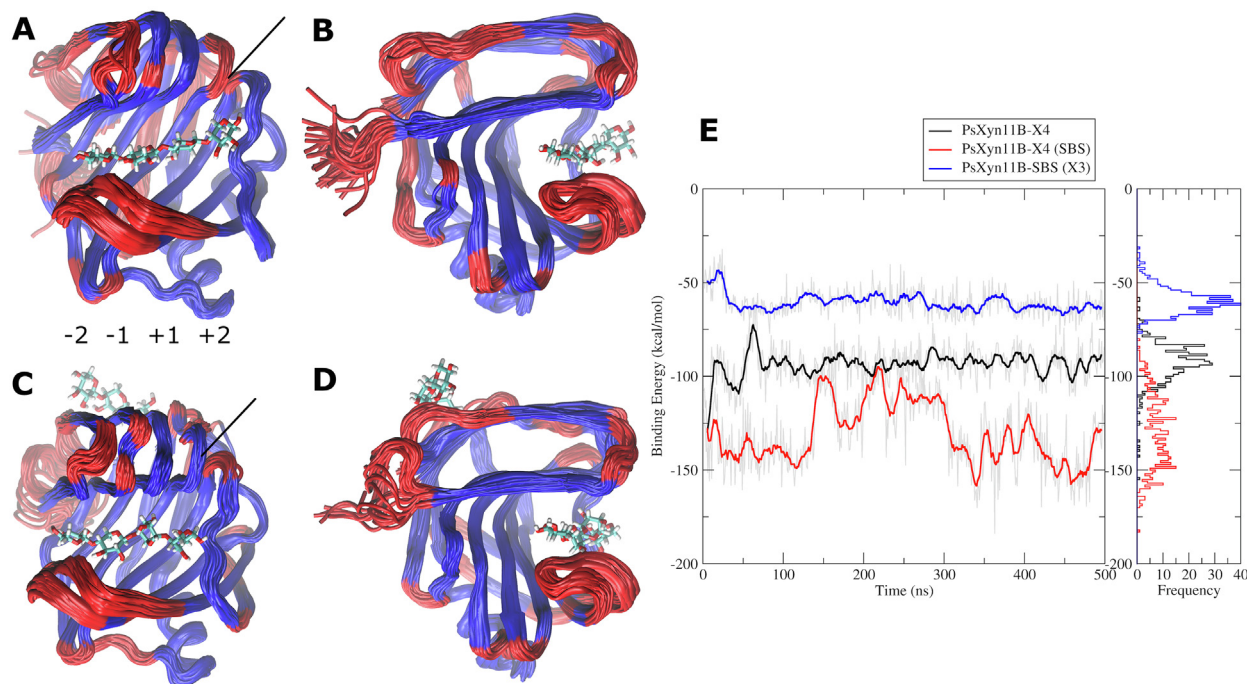 A
B
-2 -1 +1 +2
C
D
E
PsXyn11B-X4
PsXyn11B-X4 (SBS)
PsXyn11B-SBS (X3)
Binding Energy (kcal/mol)
0
-50
-100
-150
-200
0 100 200 300 400 500
Time (ns)
0
-50
-100
-150
-200
0 10 20 30 40
Frequency